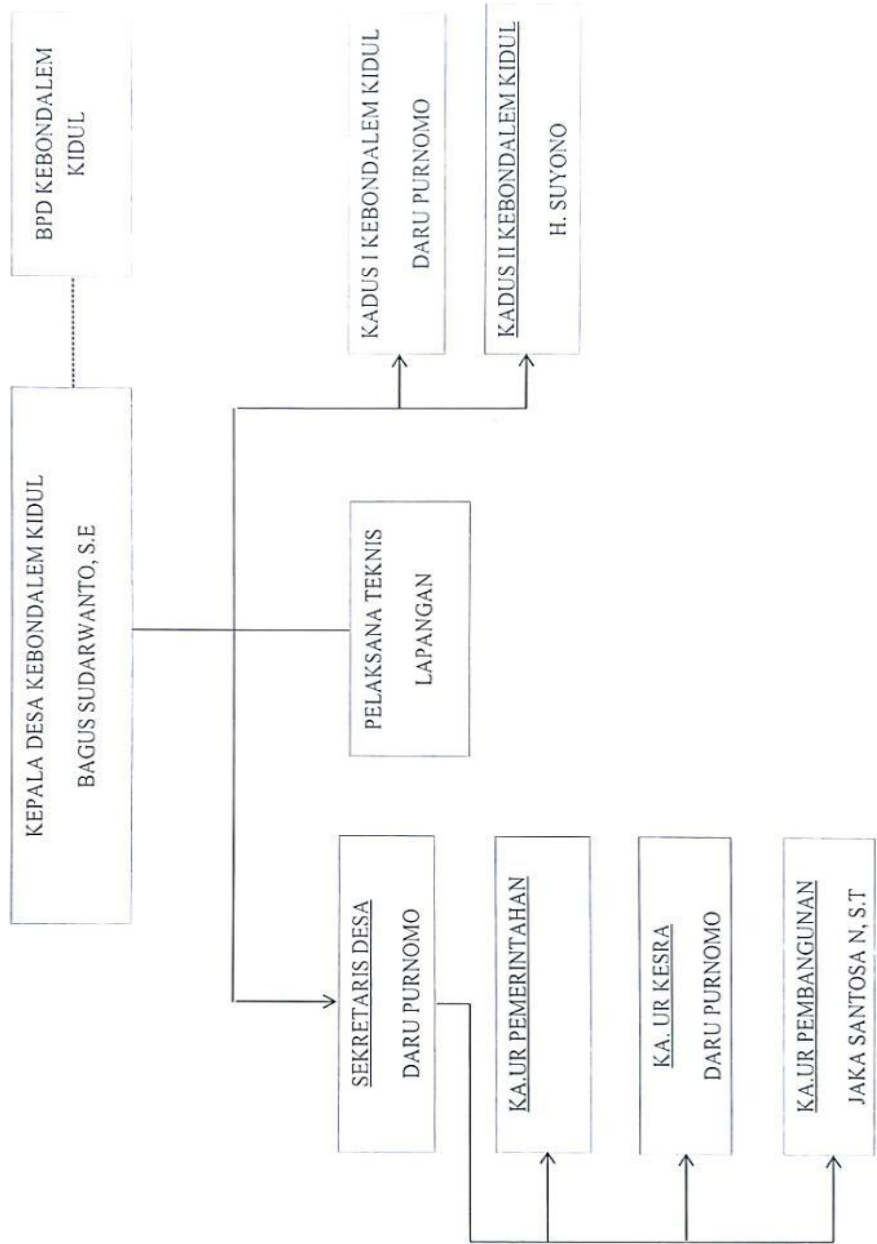 KEPALA DESA KEBONDALEM KIDUL
BAGUS SUDARWANTO, S.E
BPD KEBONDALEM
KIDUL
SEKRETARIS DESA
DARU PURNOMO
KA.UR PEMERINTAHAN
KA. UR KESRA
DARU PURNOMO
KA.UR PEMBANGUNAN
JAKA SANTOSA N, S.T
PELAKSANA TEKNIS
LAPANGAN
KADUS I KEBONDALEM KIDUL
DARU PURNOMO
KADUS II KEBONDALEM KIDUL
H. SUYONO